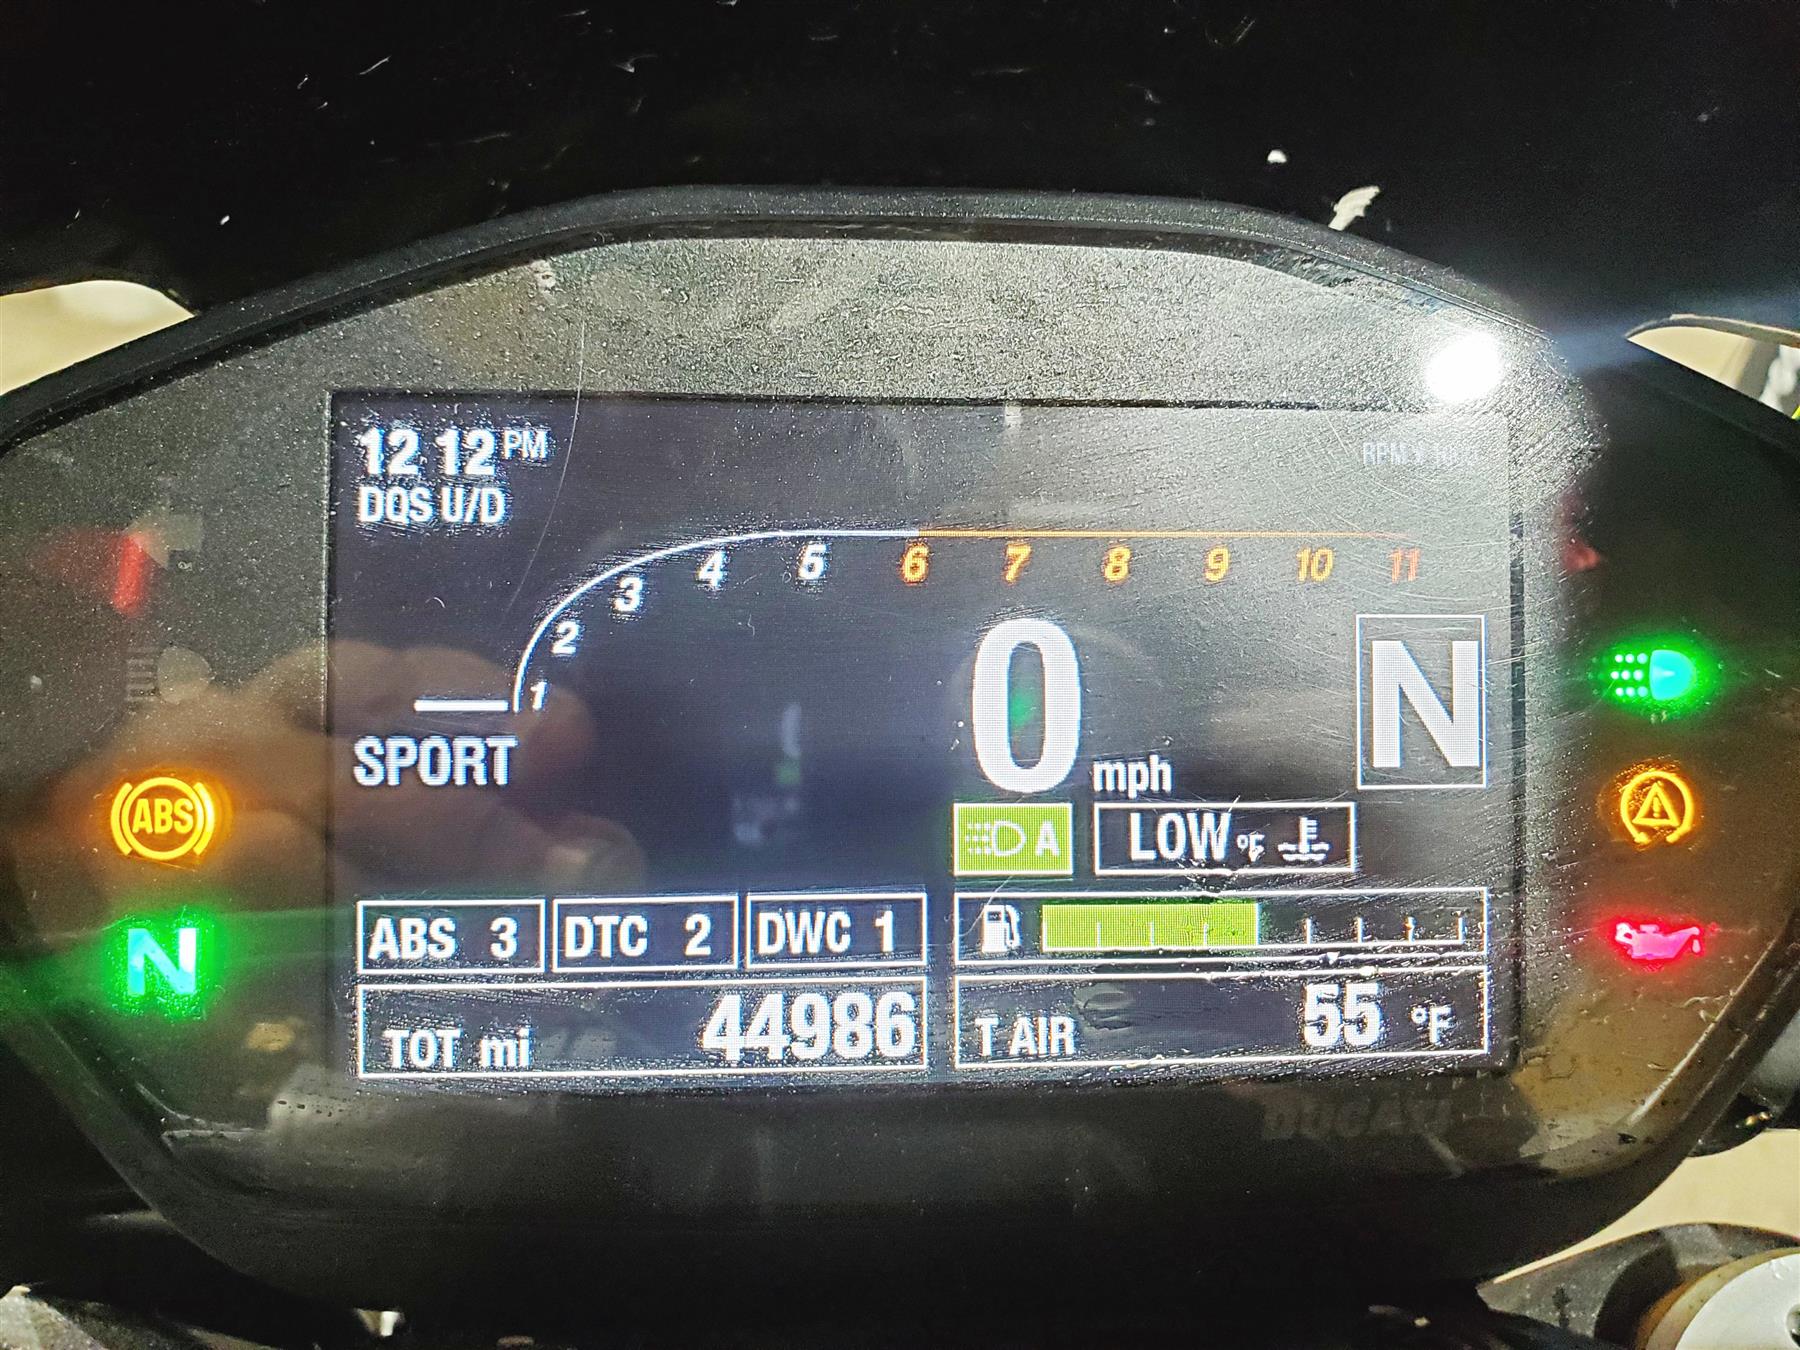 12 12 PM
DQS U/D
1 2 3 4 5 6 7 8 9 10 11
0 mph
N
SPORT
ABS
A
LOW °F
N
ABS 3
DTC 2
DWC 1
TOT mi 44986
T AIR 55 °F
DUCATI